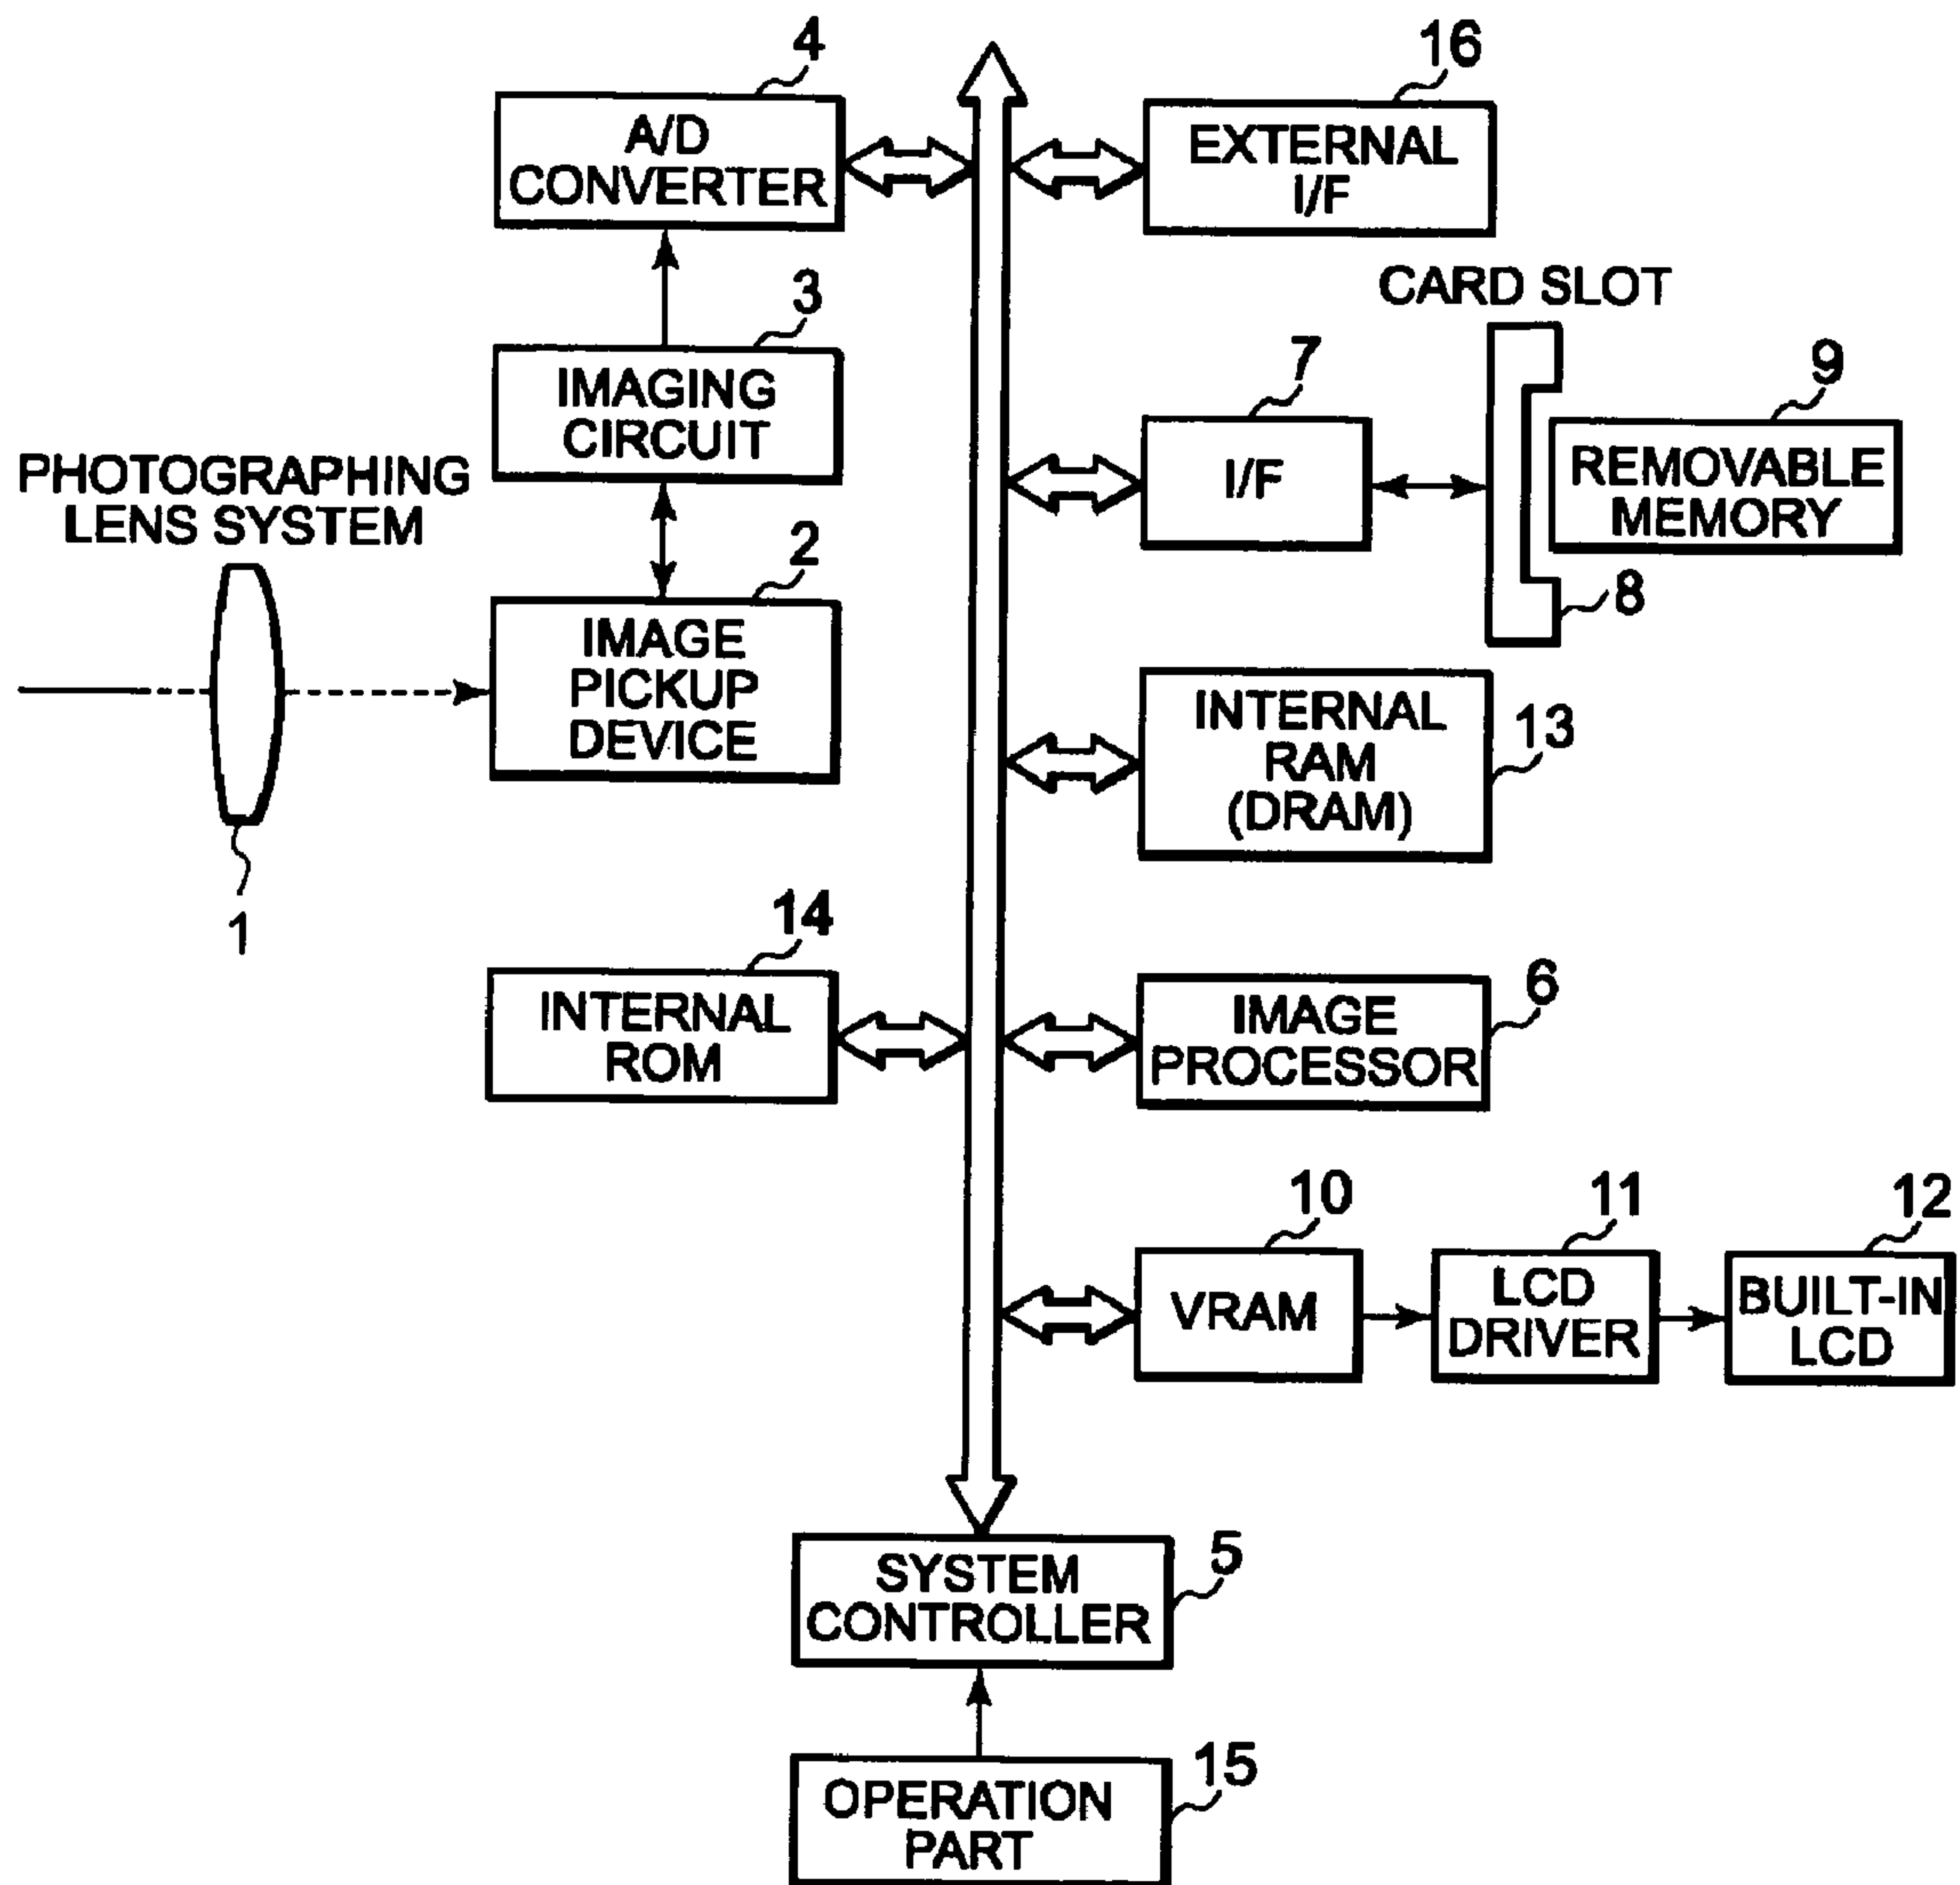 4
A/D
CONVERTER
16
EXTERNAL
I/F
3
IMAGING
CIRCUIT
CARD SLOT
7
I/F
9
REMOVABLE
MEMORY
8
PHOTOGRAPHING
LENS SYSTEM
1
2
IMAGE
PICKUP
DEVICE
INTERNAL
RAM
(DRAM)
13
14
INTERNAL
ROM
IMAGE
PROCESSOR
6
10
VRAM
11
LCD
DRIVER
12
BUILT-IN
LCD
SYSTEM
CONTROLLER
5
OPERATION
PART
15